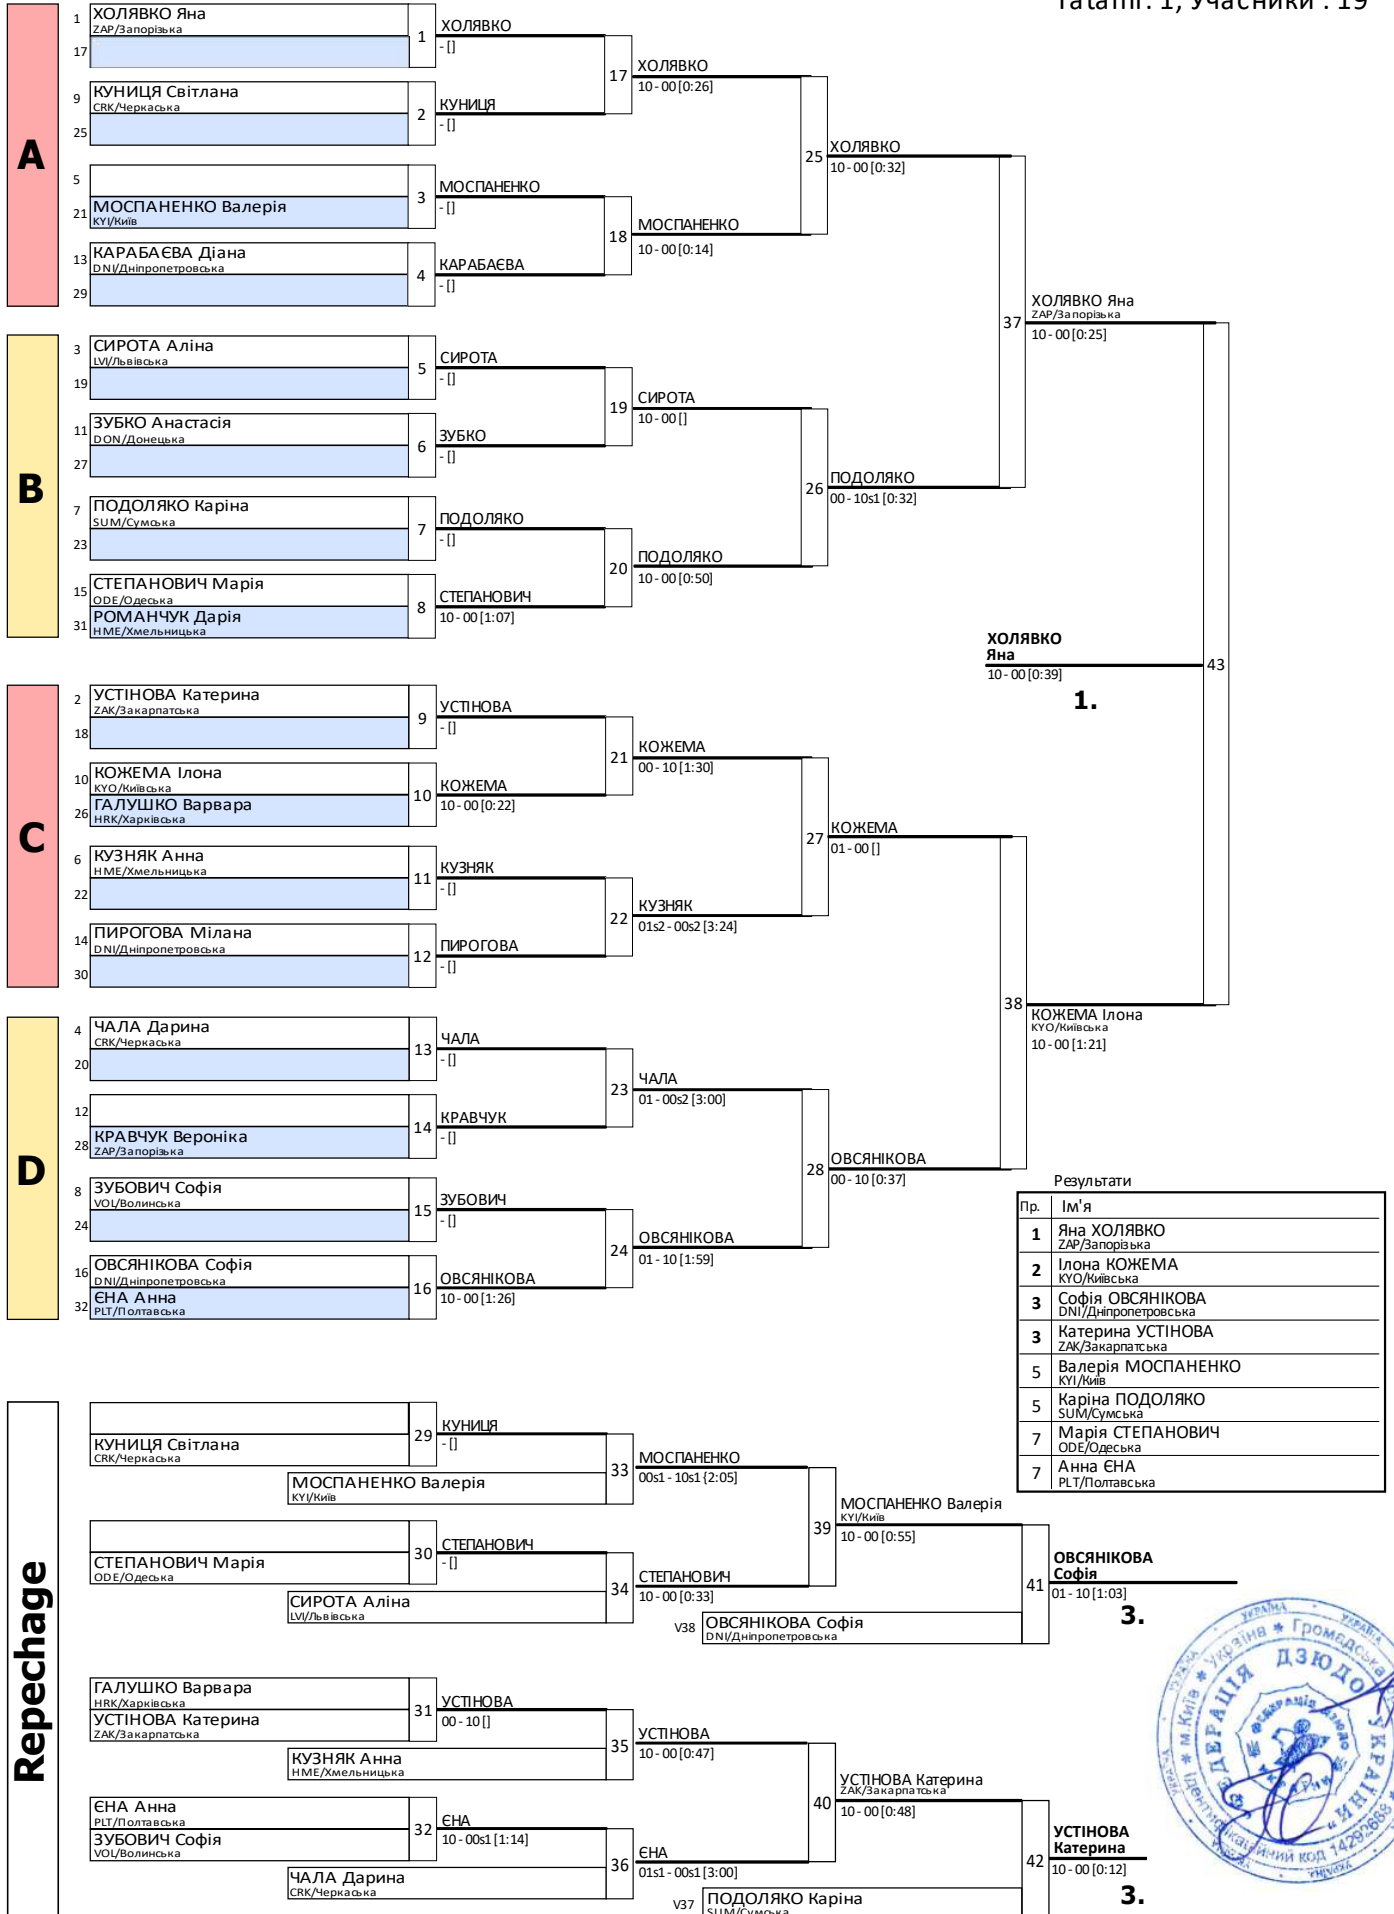 Tatami: 1, Учасники : 19
A
1 ХОЛЯВКО Яна
ZAP/Запорізька
17
1
ХОЛЯВКО
- []
9 КУНИЦЯ Світлана
CRK/Черкаська
25
2
КУНИЦЯ
- []
17
ХОЛЯВКО
10 - 00 [0:26]
5
21 МОСПАНЕНКО Валерія
KYI/Київ
3
МОСПАНЕНКО
- []
13 КАРАБАЄВА Діана
DNI/Дніпропетровська
29
4
КАРАБАЄВА
- []
18
МОСПАНЕНКО
10 - 00 [0:14]
25
ХОЛЯВКО
10 - 00 [0:32]
B
3 СИРОТА Аліна
LVI/Львівська
19
5
СИРОТА
- []
11 ЗУБКО Анастасія
DON/Донецька
27
6
ЗУБКО
- []
19
СИРОТА
10 - 00 []
7 ПОДОЛЯКО Каріна
SUM/Сумська
23
7
ПОДОЛЯКО
- []
15 СТЕПАНОВИЧ Марія
ODE/Одеська
31 РОМАНЧУК Дарія
HME/Хмельницька
8
СТЕПАНОВИЧ
10 - 00 [1:07]
20
ПОДОЛЯКО
10 - 00 [0:50]
26
ПОДОЛЯКО
00 - 10s1 [0:32]
37
ХОЛЯВКО Яна
ZAP/Запорізька
10 - 00 [0:25]
ХОЛЯВКО
Яна
10 - 00 [0:39]
1.
43
C
2 УСТІНОВА Катерина
ZAK/Закарпатська
18
9
УСТІНОВА
- []
10 КОЖЕМА Ілона
KYO/Київська
26 ГАЛУШКО Варвара
HRK/Харківська
10
КОЖЕМА
10 - 00 [0:22]
21
КОЖЕМА
00 - 10 [1:30]
6 КУЗНЯК Анна
HME/Хмельницька
22
11
КУЗНЯК
- []
14 ПИРОГОВА Мілана
DNI/Дніпропетровська
30
12
ПИРОГОВА
- []
22
КУЗНЯК
01s2 - 00s2 [3:24]
27
КОЖЕМА
01 - 00 []
D
4 ЧАЛА Дарина
CRK/Черкаська
20
13
ЧАЛА
- []
12
28 КРАВЧУК Вероніка
ZAP/Запорізька
14
КРАВЧУК
- []
23
ЧАЛА
01 - 00s2 [3:00]
8 ЗУБОВИЧ Софія
VOL/Волинська
24
15
ЗУБОВИЧ
- []
16 ОВСЯНІКОВА Софія
DNI/Дніпропетровська
32 ЄНА Анна
PLT/Полтавська
16
ОВСЯНІКОВА
10 - 00 [1:26]
24
ОВСЯНІКОВА
01 - 10 [1:59]
28
ОВСЯНІКОВА
00 - 10 [0:37]
38
КОЖЕМА Ілона
KYO/Київська
10 - 00 [1:21]
Результати
Пр. Ім'я
1 Яна ХОЛЯВКО
ZAP/Запорізька
2 Ілона КОЖЕМА
KYO/Київська
3 Софія ОВСЯНІКОВА
DNI/Дніпропетровська
3 Катерина УСТІНОВА
ZAK/Закарпатська
5 Валерія МОСПАНЕНКО
KYI/Київ
5 Каріна ПОДОЛЯКО
SUM/Сумська
7 Марія СТЕПАНОВИЧ
ODE/Одеська
7 Анна ЄНА
PLT/Полтавська
Repechage
КУНИЦЯ Світлана
CRK/Черкаська
29
КУНИЦЯ
- []
МОСПАНЕНКО Валерія
KYI/Київ
33
МОСПАНЕНКО
00s1 - 10s1 {2:05]
СТЕПАНОВИЧ Марія
ODE/Одеська
30
СТЕПАНОВИЧ
- []
СИРОТА Аліна
LVI/Львівська
34
СТЕПАНОВИЧ
10 - 00 [0:33]
39
МОСПАНЕНКО Валерія
KYI/Київ
10 - 00 [0:55]
V38 ОВСЯНІКОВА Софія
DNI/Дніпропетровська
41
ОВСЯНІКОВА
Софія
01 - 10 [1:03]
3.
ГАЛУШКО Варвара
HRK/Харківська
УСТІНОВА Катерина
ZAK/Закарпатська
31
УСТІНОВА
00 - 10 []
КУЗНЯК Анна
HME/Хмельницька
35
УСТІНОВА
10 - 00 [0:47]
ЄНА Анна
PLT/Полтавська
ЗУБОВИЧ Софія
VOL/Волинська
32
ЄНА
10 - 00s1 [1:14]
ЧАЛА Дарина
CRK/Черкаська
36
ЄНА
01s1 - 00s1 [3:00]
40
УСТІНОВА Катерина
ZAK/Закарпатська
10 - 00 [0:48]
V37 ПОДОЛЯКО Каріна
SUM/Сумська
42
УСТІНОВА
Катерина
10 - 00 [0:12]
3.